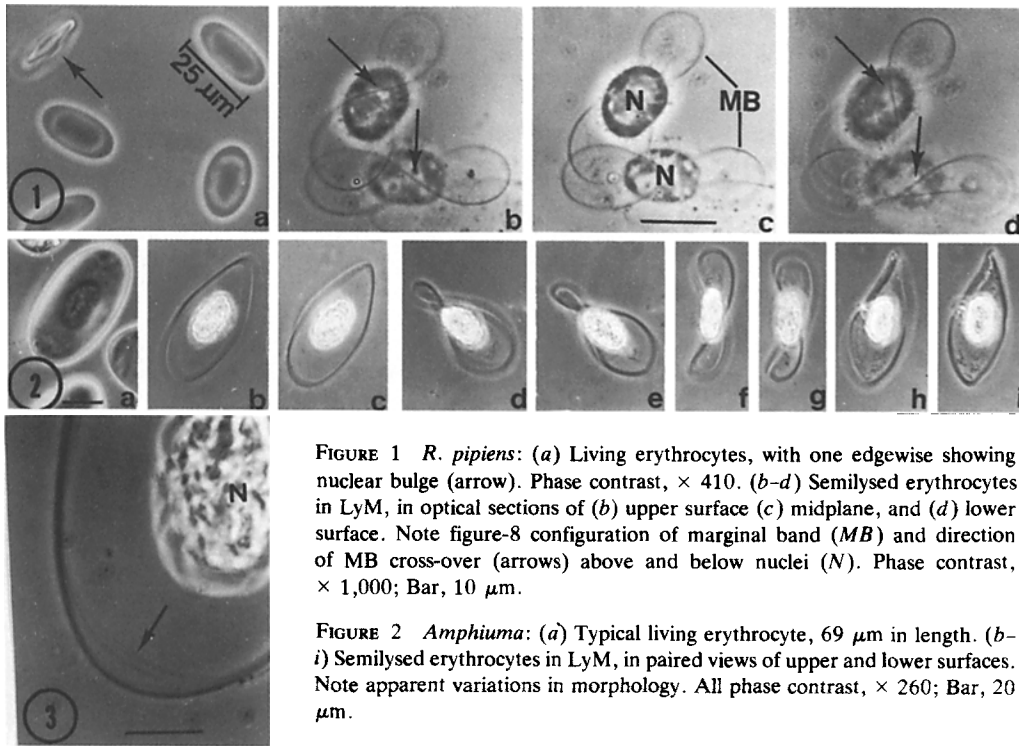 25 μm
1
a
b
N
N
MB
c
d
2
a
b
c
d
e
f
g
h
i
N
3
FIGURE 1 R. pipiens: (a) Living erythrocytes, with one edgewise showing
nuclear bulge (arrow). Phase contrast, × 410. (b-d) Semilysed erythrocytes
in LyM, in optical sections of (b) upper surface (c) midplane, and (d) lower
surface. Note figure-8 configuration of marginal band (MB) and direction
of MB cross-over (arrows) above and below nuclei (N). Phase contrast,
× 1,000; Bar, 10 μm.
FIGURE 2 Amphiuma: (a) Typical living erythrocyte, 69 μm in length. (b-
i) Semilysed erythrocytes in LyM, in paired views of upper and lower surfaces.
Note apparent variations in morphology. All phase contrast, × 260; Bar, 20
μm.